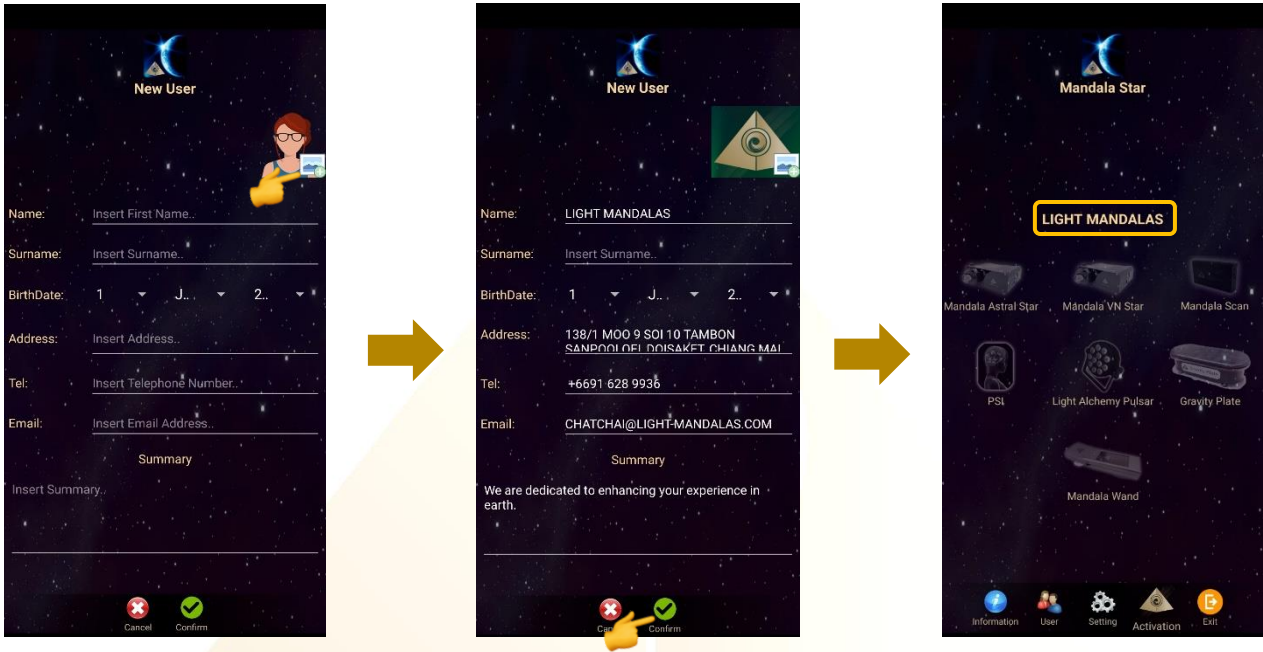 New User
Name: Insert First Name..
Surname: Insert Surname..
BirthDate: 1 J.. 2..
Address: Insert Address..
Tel: Insert Telephone Number..
Email: Insert Email Address..
Summary
Insert Summary..
Cancel Confirm
New User
Name: LIGHT MANDALAS
Surname: Insert Surname..
BirthDate: 1 J.. 2..
Address: 138/1 MOO 9 SOI 10 TAMBON
SANPOOLOEI, DOISAKET, CHIANG MAI
Tel: +6691 628 9936
Email: CHATCHAI@LIGHT-MANDALAS.COM
Summary
We are dedicated to enhancing your experience in
earth.
Confirm
Mandala Star
LIGHT MANDALAS
Mandala Astral Star Mandala VN Star Mandala Scan
PSI Light Alchemy Pulsar Gravity Plate
Mandala Wand
Information User Setting Activation Exit